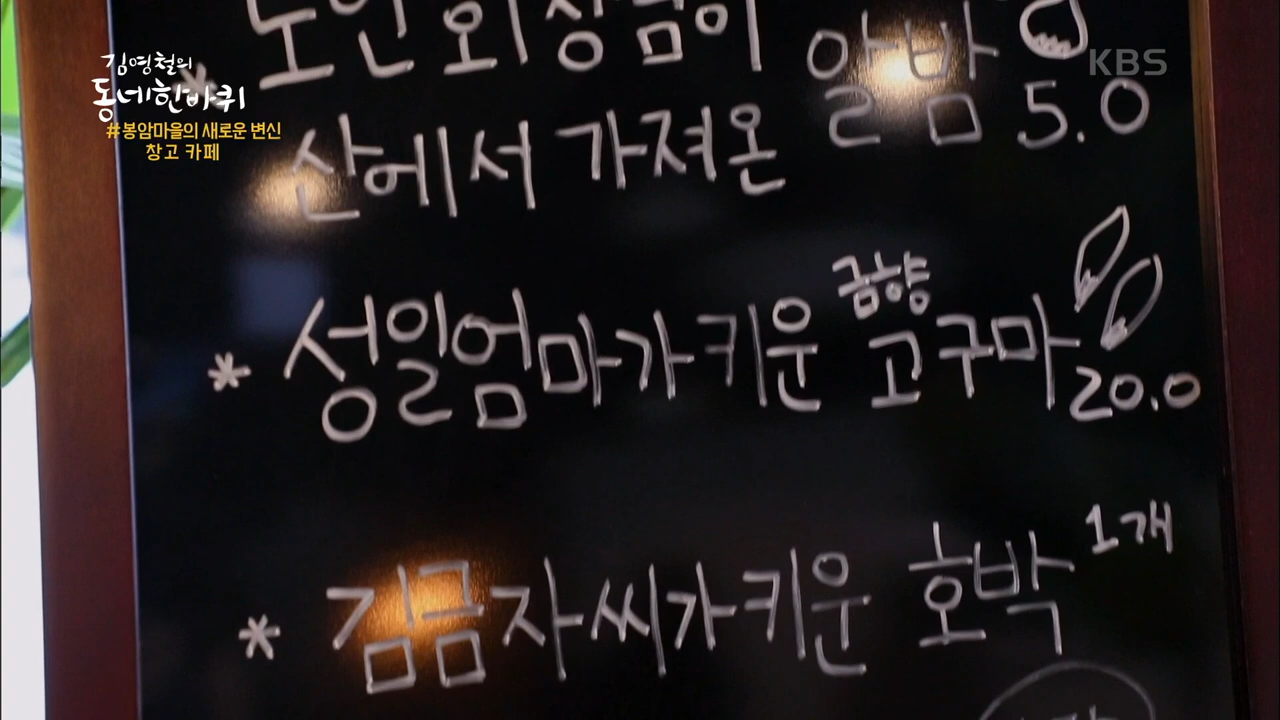 김영철의
동네한바퀴
#봉암마을의 새로운 변신
창고 카페
KBS
* 노인회장님이
산에서 가져온 알밤 5.0
* 성일엄마가키운 금향 고구마 20.0
* 김금자씨가키운 호박 1개